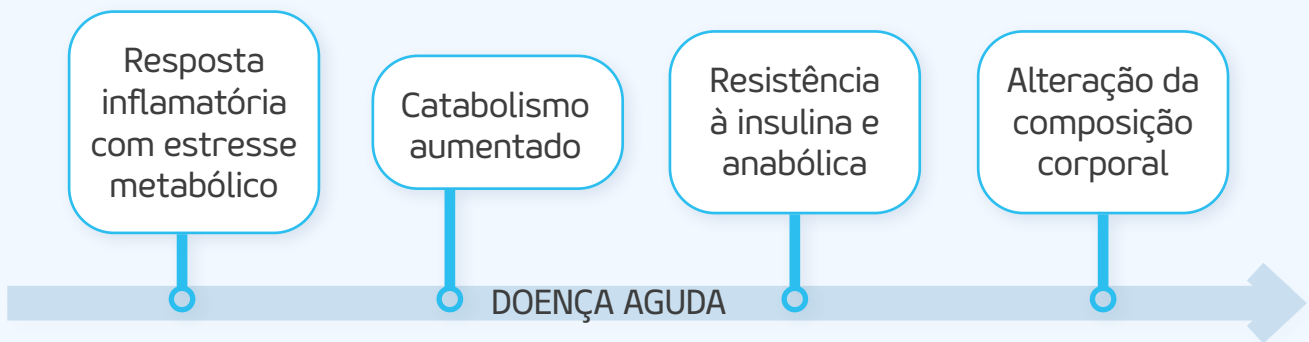 Resposta
inflamatória
com estresse
metabólico
Catabolismo
aumentado
Resistência
à insulina e
anabólica
Alteração da
composição
corporal
DOENÇA AGUDA